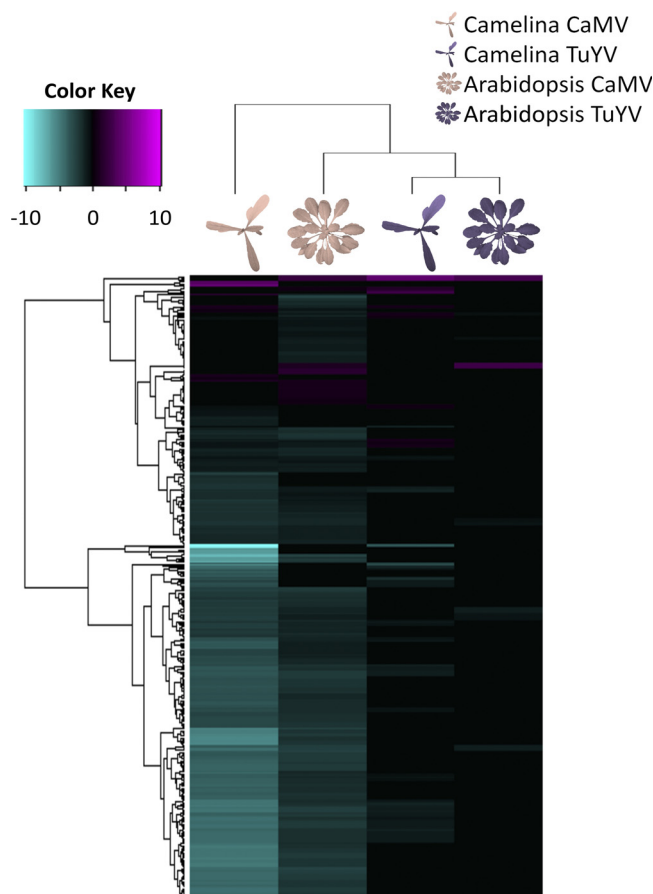 Camelina CaMV
Camelina TuYV
Arabidopsis CaMV
Arabidopsis TuYV
Color Key
-10 0 10